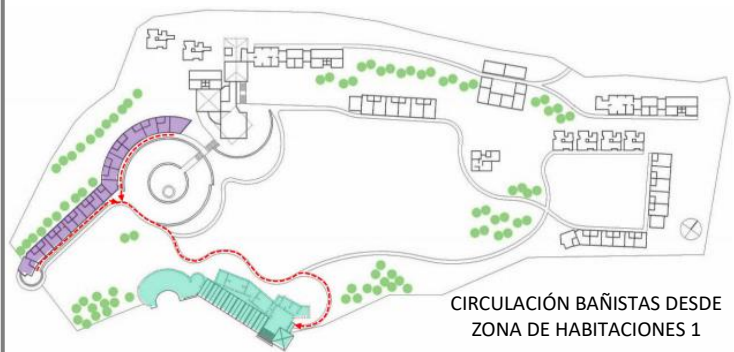 CIRCULACIÓN BAÑISTAS DESDE
ZONA DE HABITACIONES 1